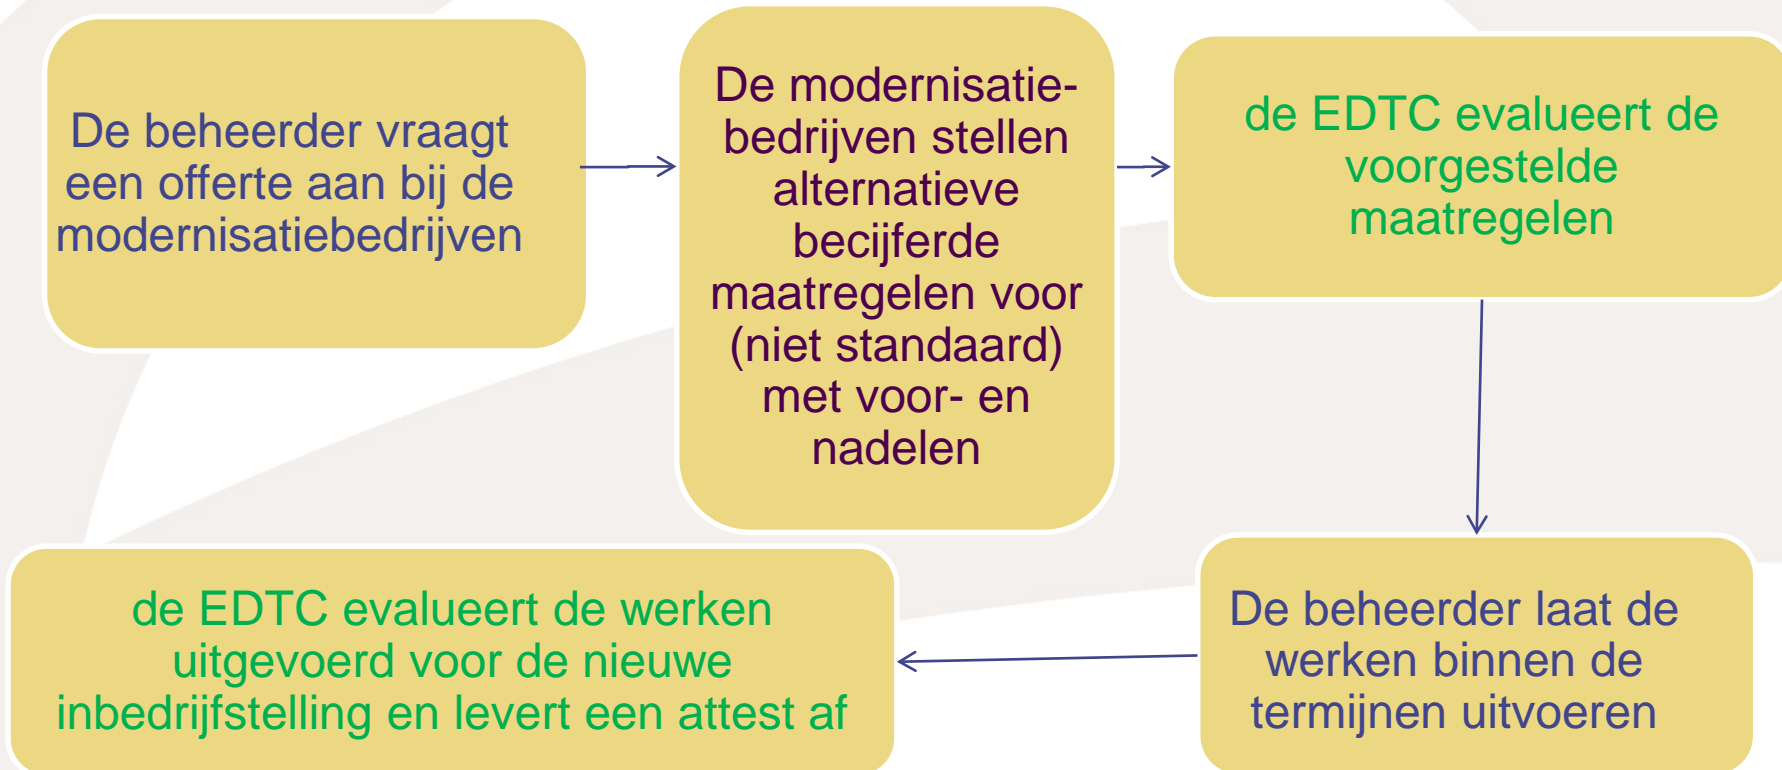 De beheerder vraagt
een offerte aan bij de
modernisatiebedrijven
De modernisatie-
bedrijven stellen
alternatieve
becijferde
maatregelen voor
(niet standaard)
met voor- en
nadelen
de EDTC evalueert de
voorgestelde
maatregelen
De beheerder laat de
werken binnen de
termijnen uitvoeren
de EDTC evalueert de werken
uitgevoerd voor de nieuwe
inbedrijfstelling en levert een attest af